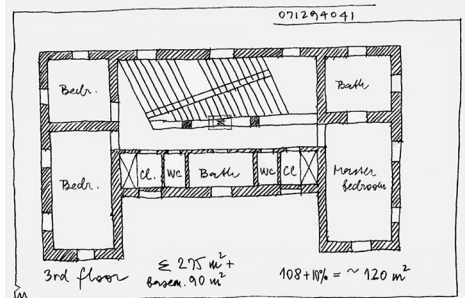 071294041
Bedr.
Bath
Bedr.
Cl.
WC
Bath
WC
Cl
Master
bedroom
3rd floor
Σ 275 m² +
basem. 90 m²
108+10% = ~ 120 m²